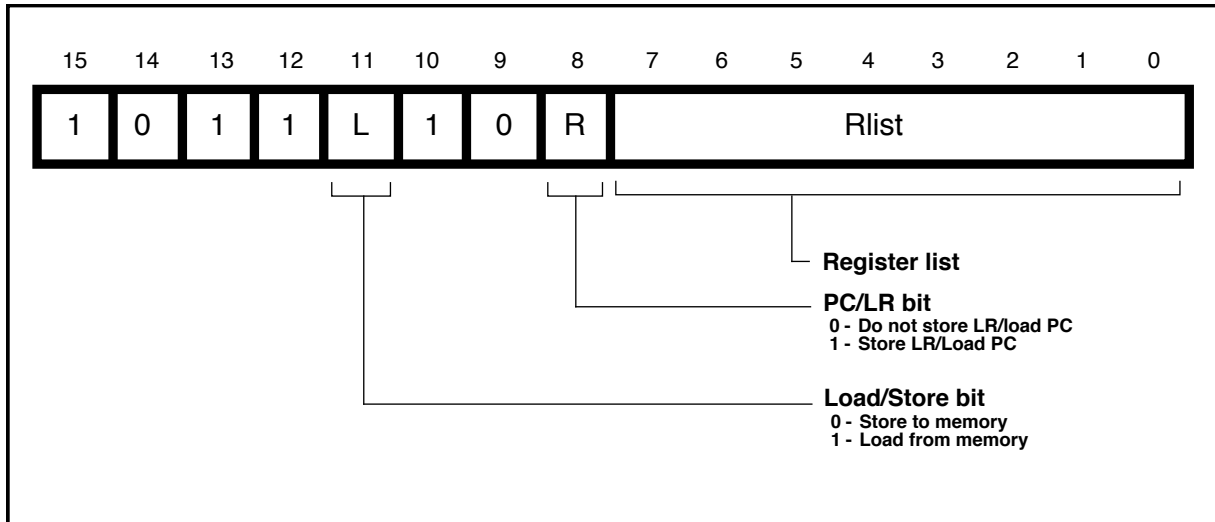 15 14 13 12 11 10 9 8 7 6 5 4 3 2 1 0
1 0 1 1 L 1 0 R Rlist
Register list
PC/LR bit
0 - Do not store LR/load PC
1 - Store LR/Load PC
Load/Store bit
0 - Store to memory
1 - Load from memory